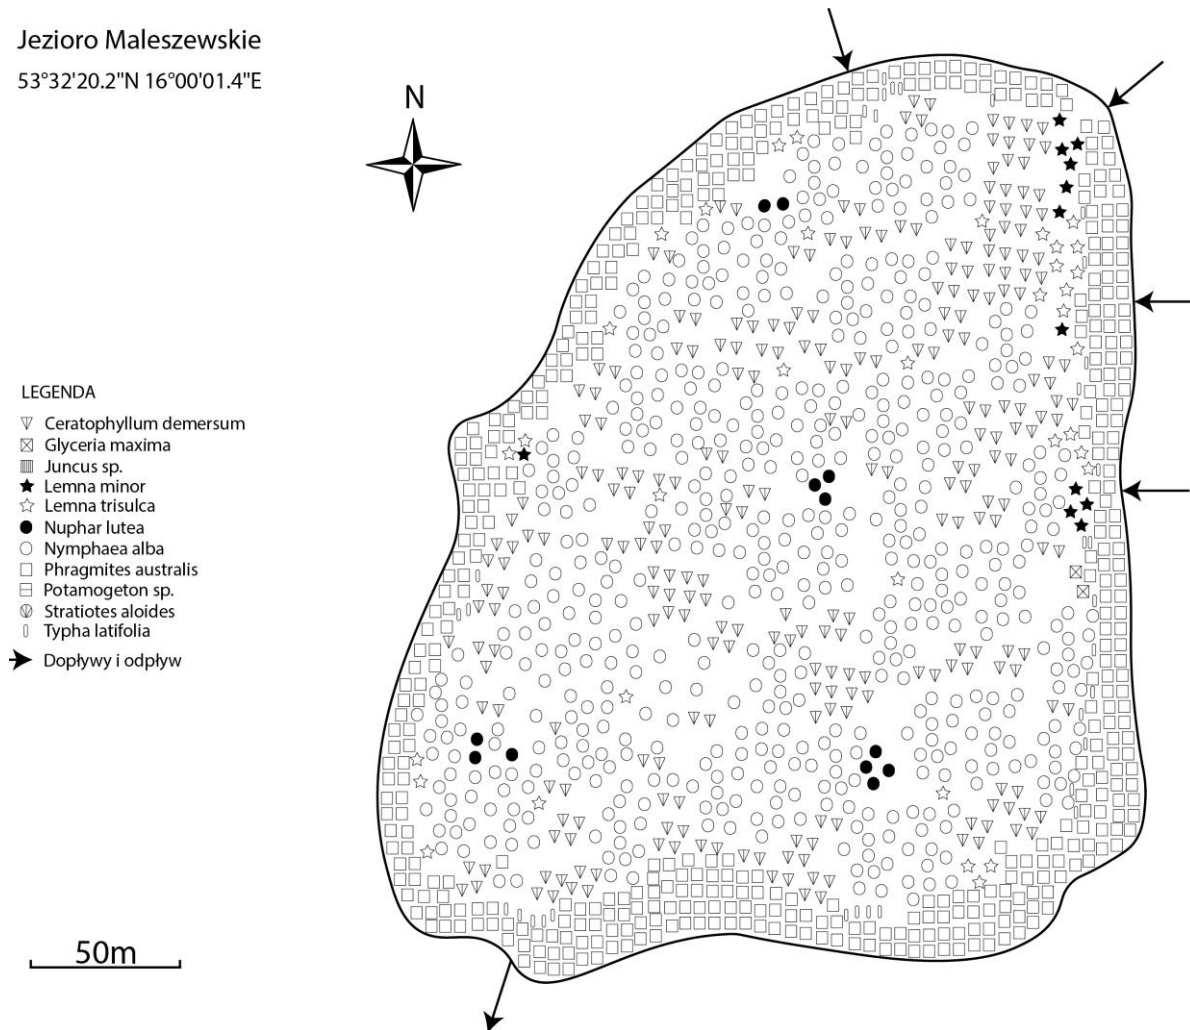 Jezioro Maleszewskie
53°32'20.2"N 16°00'01.4"E
N
LEGENDA
Ceratophyllum demersum
Glyceria maxima
Juncus sp.
Lemna minor
Lemna trisulca
Nuphar lutea
Nymphaea alba
Phragmites australis
Potamogeton sp.
Stratiotes aloides
Typha latifolia
Dopływy i odpływ
50m